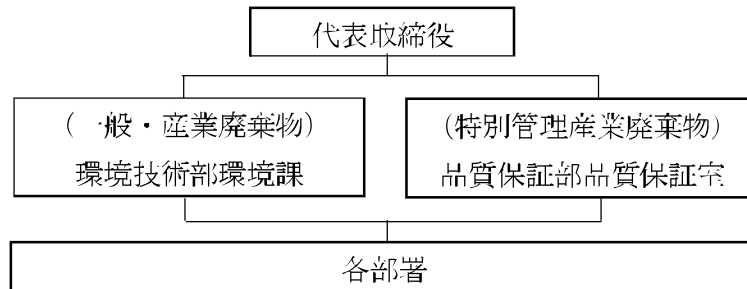 代表取締役
（一般・産業廃棄物）
環境技術部環境課
（特別管理産業廃棄物）
品質保証部品質保証室
各部署